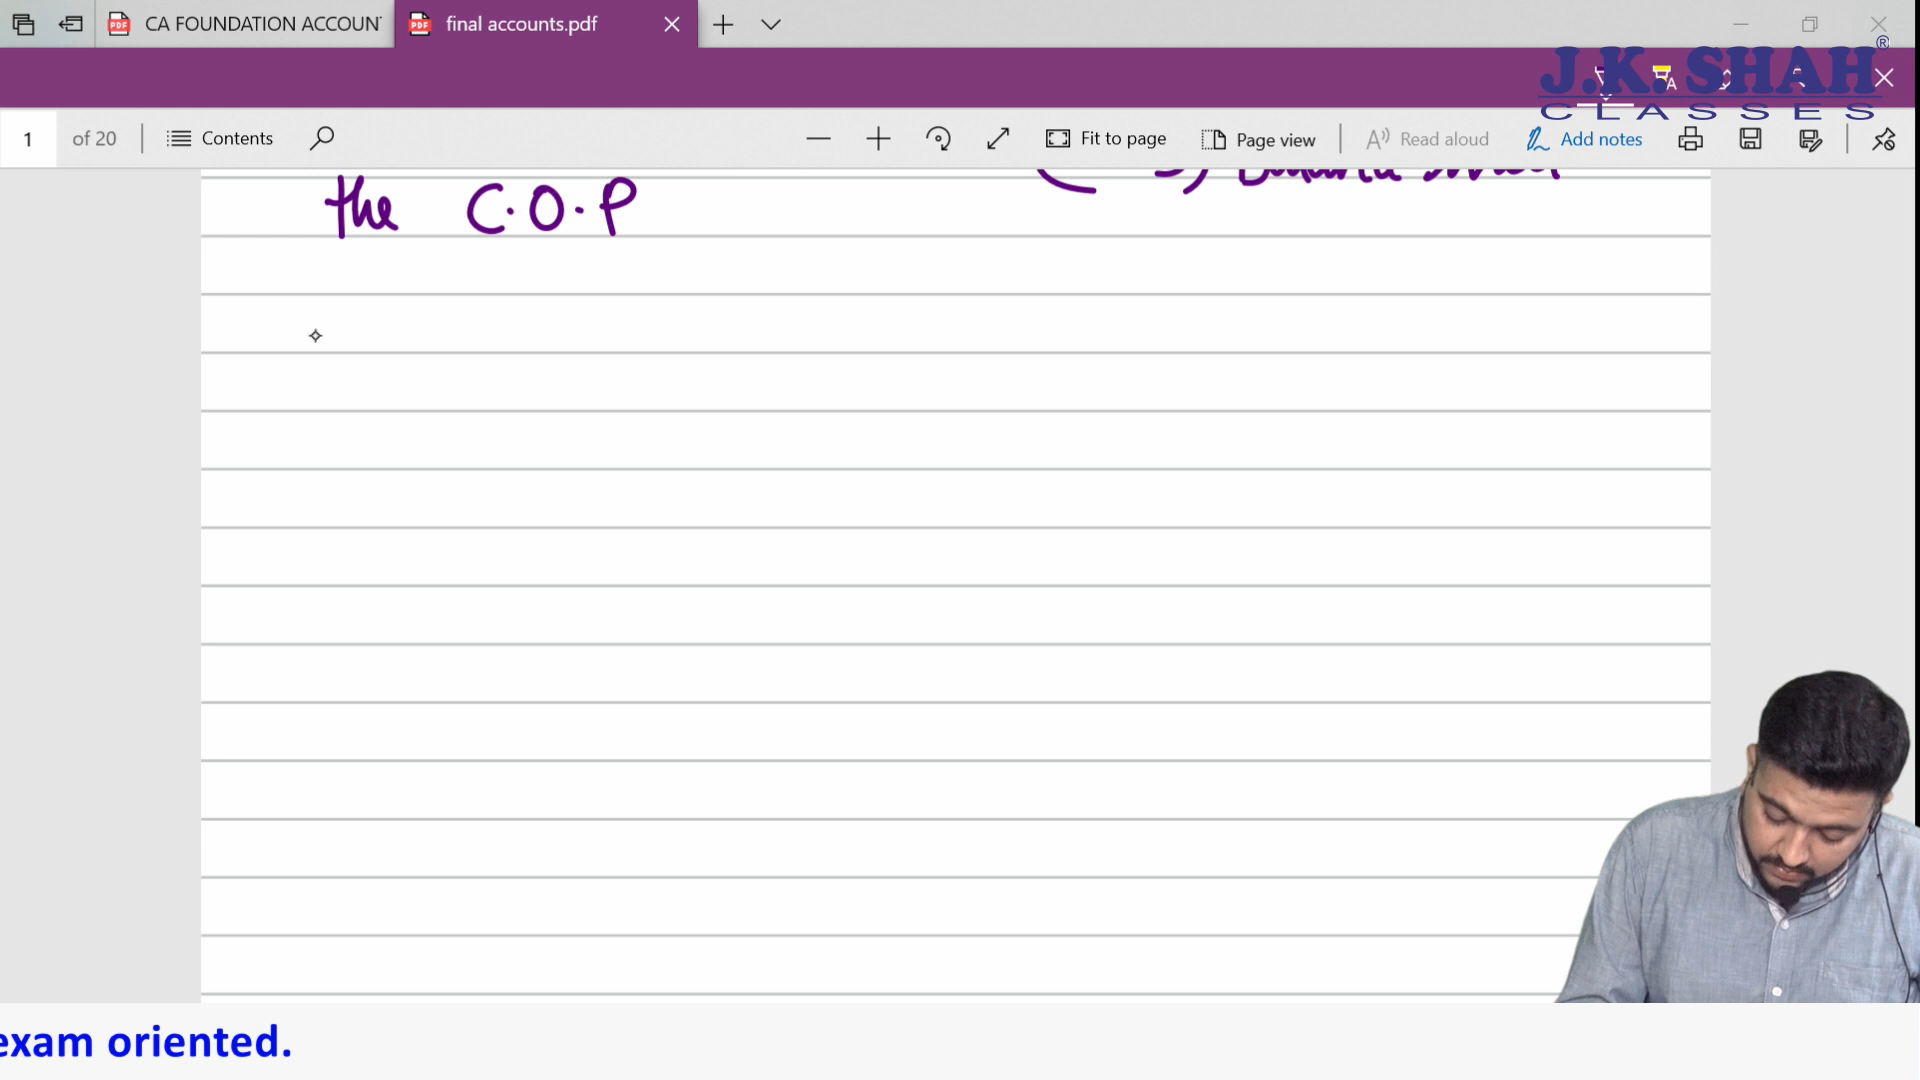 CA FOUNDATION ACCOUN
final accounts.pdf
J.K. SHAH®
CLASSES
1 of 20 Contents Fit to page Page view Read aloud Add notes
the C.O.P
exam oriented.